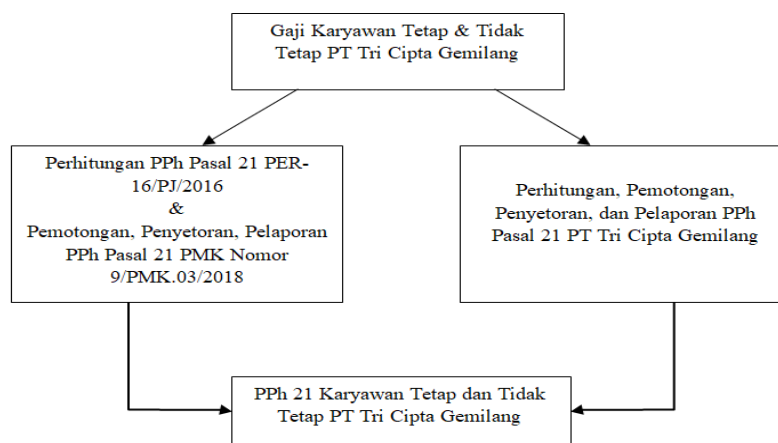 Gaji Karyawan Tetap & Tidak
Tetap PT Tri Cipta Gemilang
Perhitungan PPh Pasal 21 PER-
16/PJ/2016
&
Pemotongan, Penyetoran, Pelaporan
PPh Pasal 21 PMK Nomor
9/PMK.03/2018
Perhitungan, Pemotongan,
Penyetoran, dan Pelaporan PPh
Pasal 21 PT Tri Cipta Gemilang
PPh 21 Karyawan Tetap dan Tidak
Tetap PT Tri Cipta Gemilang